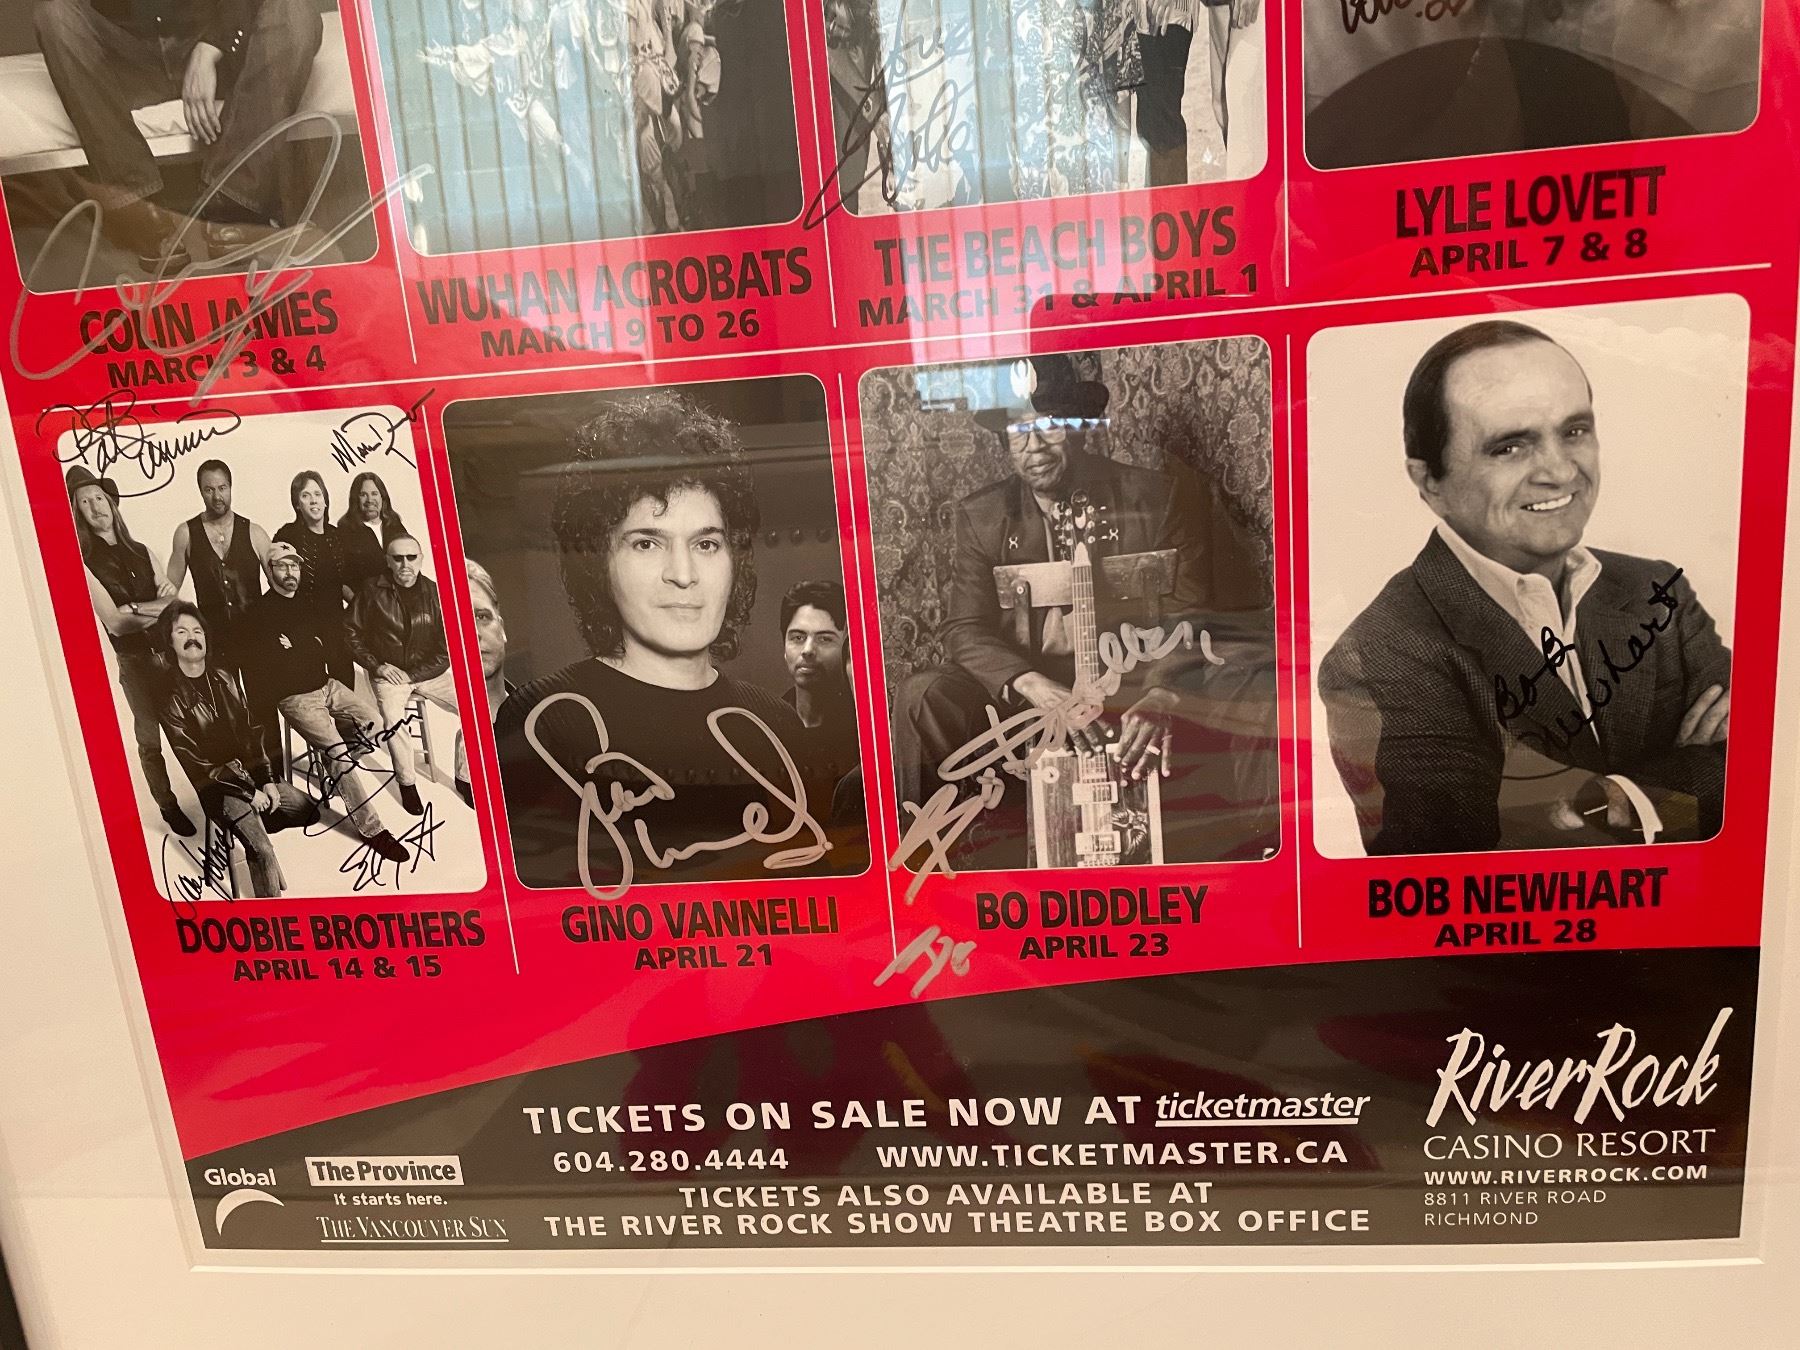 COLIN JAMES
MARCH 3 & 4
WUHAN ACROBATS
MARCH 9 TO 26
THE BEACH BOYS
MARCH 31 & APRIL 1
LYLE LOVETT
APRIL 7 & 8
DOOBIE BROTHERS
APRIL 14 & 15
Gino Vannelli
GINO VANNELLI
APRIL 21
Bo Diddley
BO DIDDLEY
APRIL 23
Bob
Newhart
BOB NEWHART
APRIL 28
TICKETS ON SALE NOW AT ticketmaster
604.280.4444 WWW.TICKETMASTER.CA
TICKETS ALSO AVAILABLE AT
THE RIVER ROCK SHOW THEATRE BOX OFFICE
Global
The Province
It starts here.
THE VANCOUVER SUN
RiverRock
CASINO RESORT
WWW.RIVERROCK.COM
8811 RIVER ROAD
RICHMOND